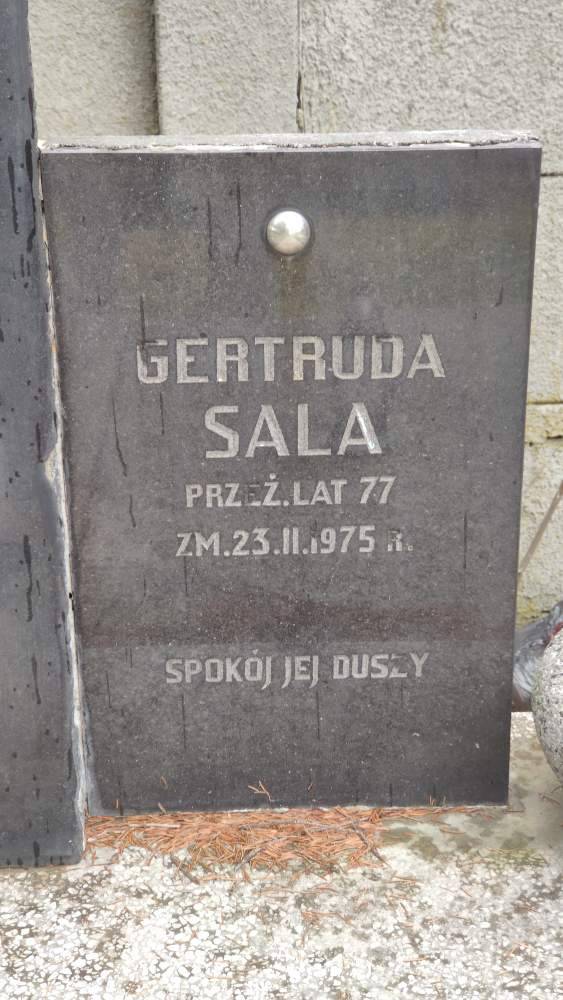 GERTRUDA
SALA
PRZEŻ.LAT 77
ZM.23.II.1975 R.
SPOKÓJ JEJ DUSZY